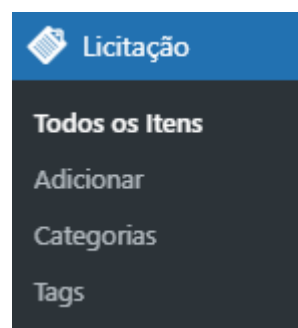 Licitação
Todos os Itens
Adicionar
Categorias
Tags